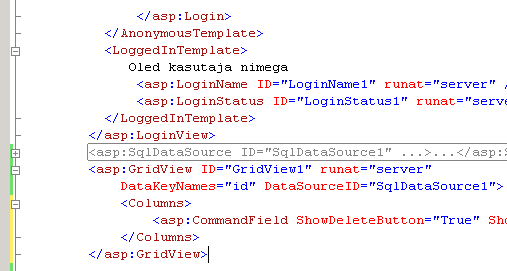 </asp:Login>
</AnonymousTemplate>
<LoggedInTemplate>
Oled kasutaja nimega
<asp:LoginName ID="LoginName1" runat="server" /
<asp:LoginStatus ID="LoginStatus1" runat="serve
</LoggedInTemplate>
</asp:LoginView>
<asp:SqlDataSource ID="SqlDataSource1" ...>...</asp:S
<asp:GridView ID="GridView1" runat="server"
DataKeyNames="id" DataSourceID="SqlDataSource1">
<Columns>
<asp:CommandField ShowDeleteButton="True" Sho
</Columns>
</asp:GridView>